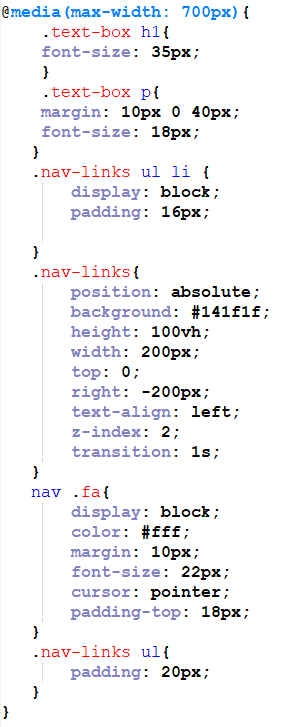 @media(max-width: 700px){
.text-box h1{
font-size: 35px;
}
.text-box p{
margin: 10px 0 40px;
font-size: 18px;
}
.nav-links ul li {
display: block;
padding: 16px;
}
.nav-links{
position: absolute;
background: #141f1f;
height: 100vh;
width: 200px;
top: 0;
right: -200px;
text-align: left;
z-index: 2;
transition: 1s;
}
nav .fa{
display: block;
color: #fff;
margin: 10px;
font-size: 22px;
cursor: pointer;
padding-top: 18px;
}
.nav-links ul{
padding: 20px;
}
}